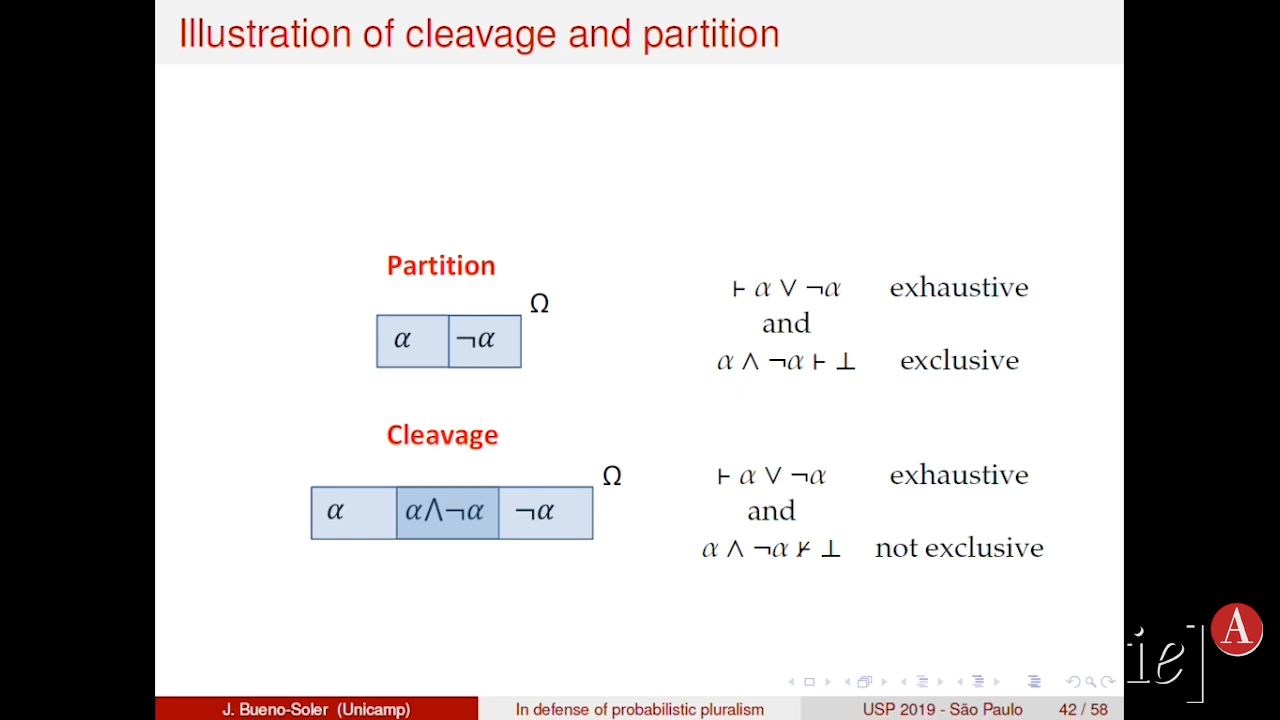 Illustration of cleavage and partition
Partition
Ω
α ¬α
⊢ α ∨ ¬α exhaustive
and
α ∧ ¬α ⊢ ⊥ exclusive
Cleavage
Ω
α α⋀¬α ¬α
⊢ α ∨ ¬α exhaustive
and
α ∧ ¬α ⊬ ⊥ not exclusive
ie] A
J. Bueno-Soler (Unicamp) In defense of probabilistic pluralism USP 2019 - São Paulo 42 / 58